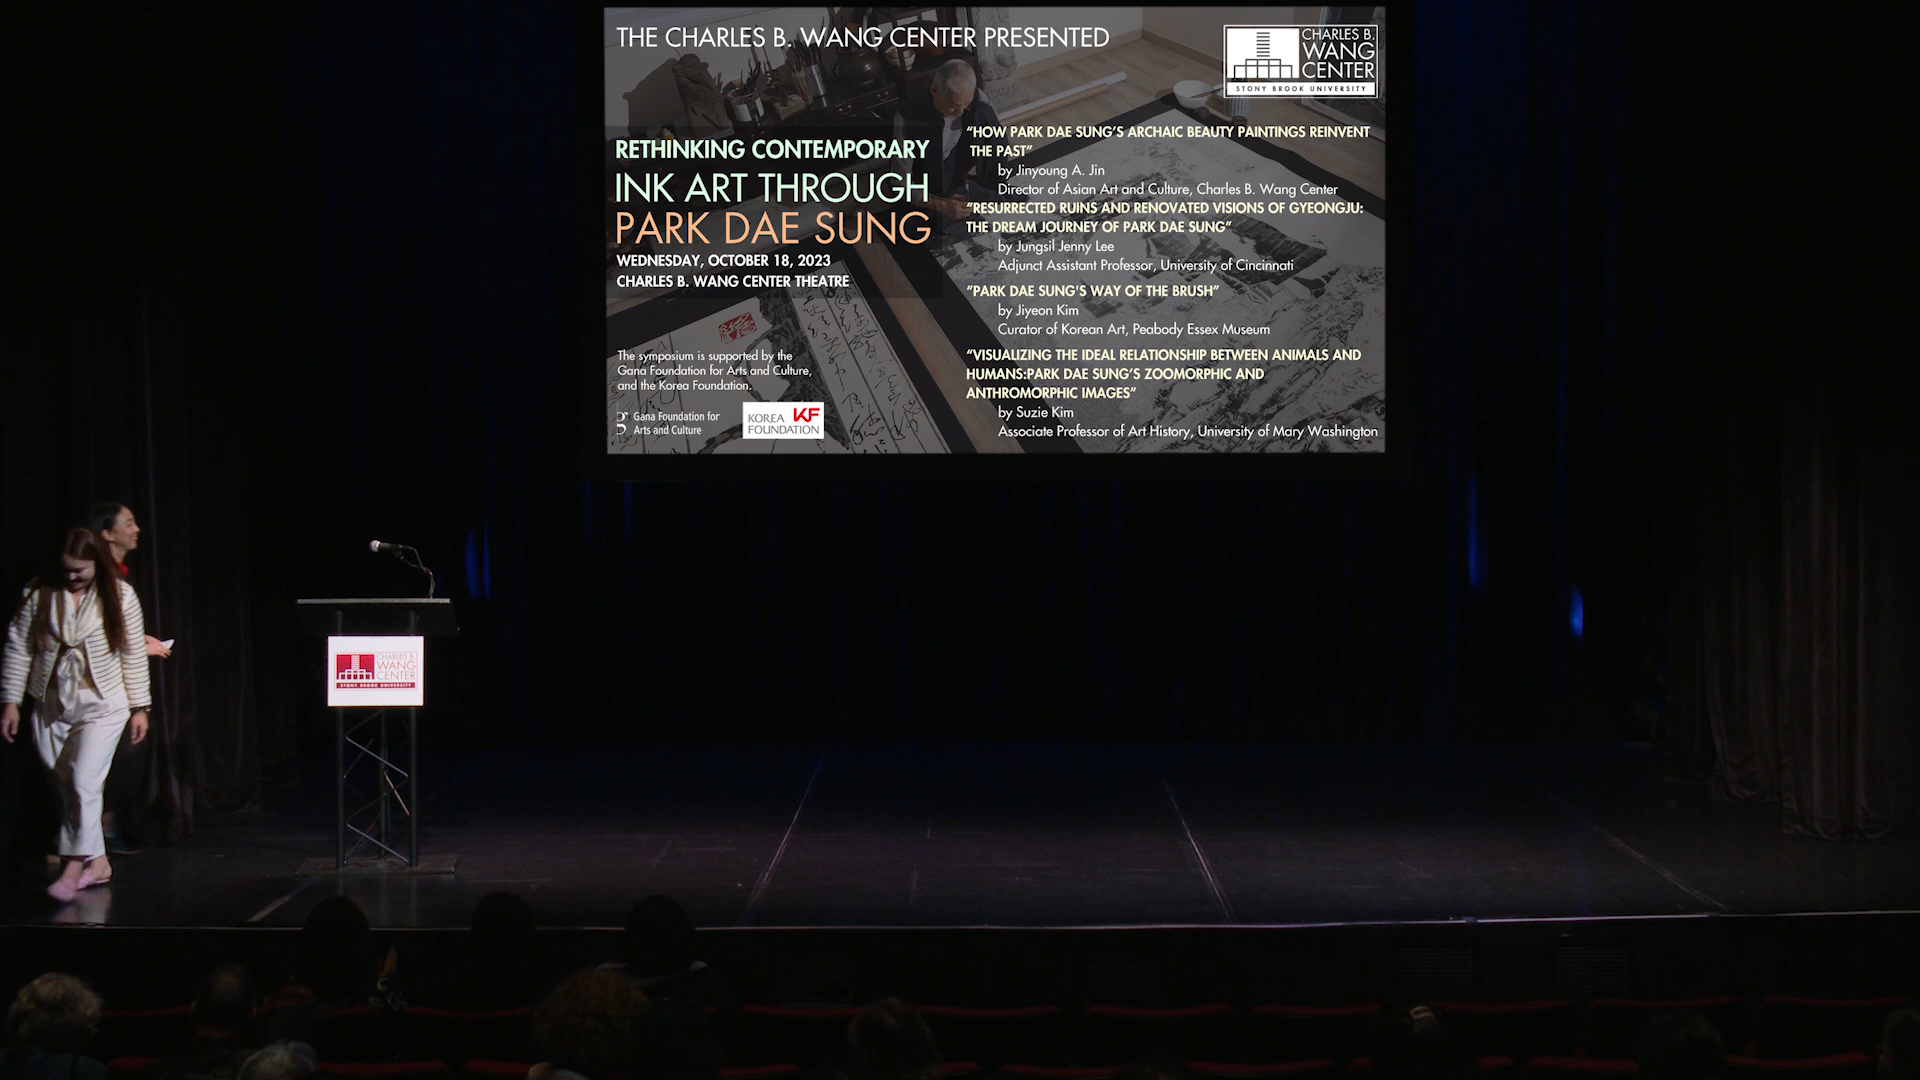 THE CHARLES B. WANG CENTER PRESENTED
CHARLES B.
WANG
CENTER
STONY BROOK UNIVERSITY
RETHINKING CONTEMPORARY
INK ART THROUGH
PARK DAE SUNG
WEDNESDAY, OCTOBER 18, 2023
CHARLES B. WANG CENTER THEATRE
The symposium is supported by the
Gana Foundation for Arts and Culture,
and the Korea Foundation.
Gana Foundation for
Arts and Culture
KOREA KF
FOUNDATION
“HOW PARK DAE SUNG’S ARCHAIC BEAUTY PAINTINGS REINVENT
THE PAST”
by Jinyoung A. Jin
Director of Asian Art and Culture, Charles B. Wang Center
“RESURRECTED RUINS AND RENOVATED VISIONS OF GYEONGJU:
THE DREAM JOURNEY OF PARK DAE SUNG”
by Jungsil Jenny Lee
Adjunct Assistant Professor, University of Cincinnati
“PARK DAE SUNG'S WAY OF THE BRUSH”
by Jiyeon Kim
Curator of Korean Art, Peabody Essex Museum
“VISUALIZING THE IDEAL RELATIONSHIP BETWEEN ANIMALS AND
HUMANS:PARK DAE SUNG’S ZOOMORPHIC AND
ANTHROMORPHIC IMAGES”
by Suzie Kim
Associate Professor of Art History, University of Mary Washington
CHARLES B.
WANG
CENTER
STONY BROOK UNIVERSITY